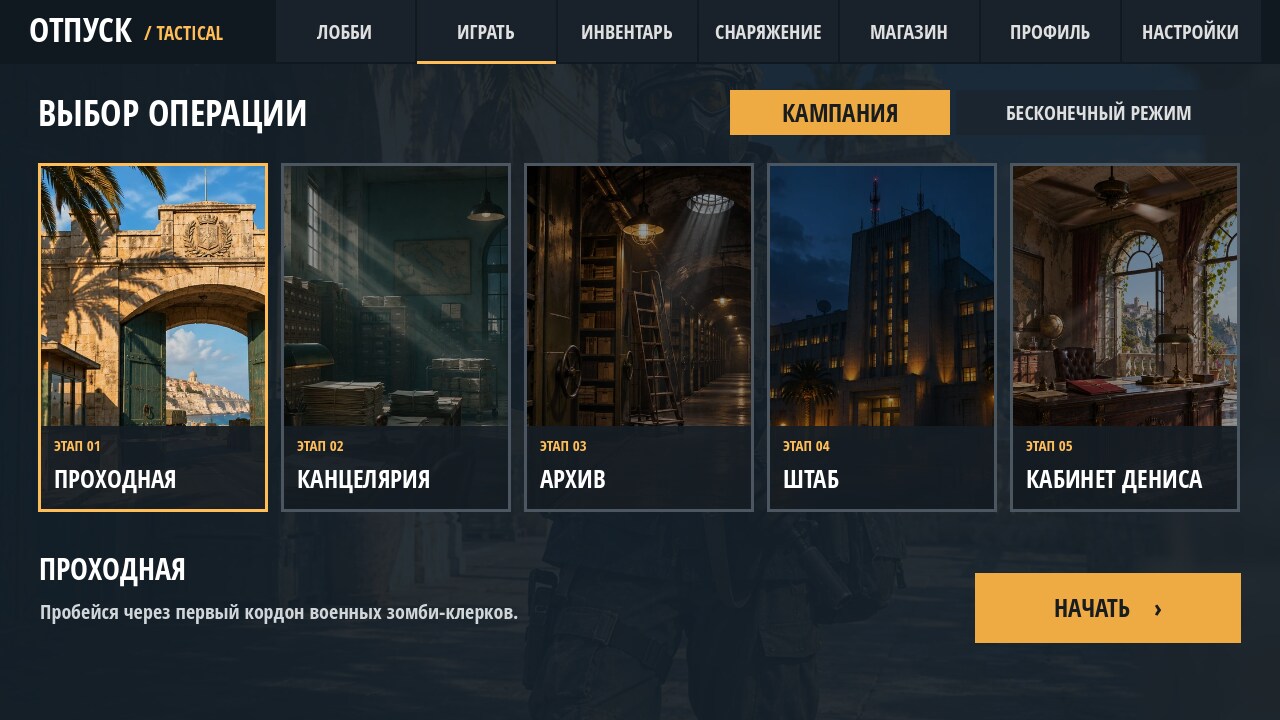 ОТПУСК / TACTICAL
ЛОББИ
ИГРАТЬ
ИНВЕНТАРЬ
СНАРЯЖЕНИЕ
МАГАЗИН
ПРОФИЛЬ
НАСТРОЙКИ
ВЫБОР ОПЕРАЦИИ
КАМПАНИЯ
БЕСКОНЕЧНЫЙ РЕЖИМ
ЭТАП 01
ПРОХОДНАЯ
ЭТАП 02
КАНЦЕЛЯРИЯ
ЭТАП 03
АРХИВ
ЭТАП 04
ШТАБ
ЭТАП 05
КАБИНЕТ ДЕНИСА
ПРОХОДНАЯ
Пробейся через первый кордон военных зомби-клерков.
НАЧАТЬ ›